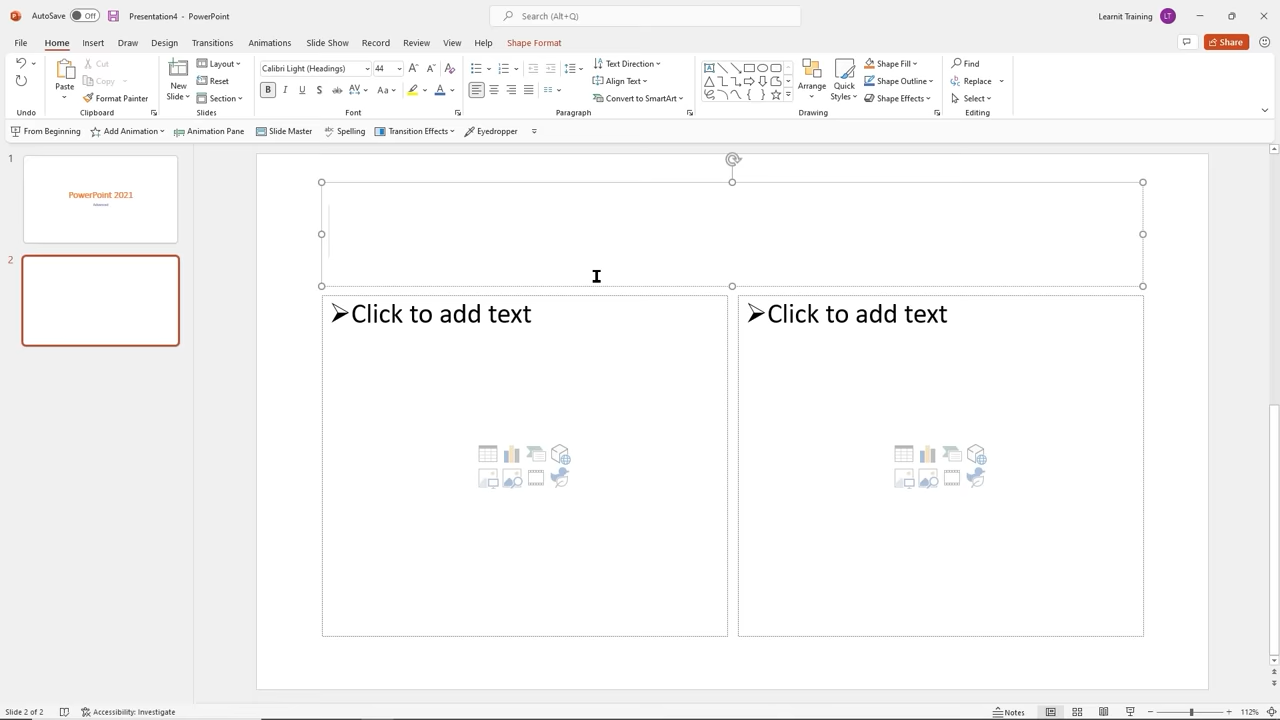 AutoSave Off Presentation4 - PowerPoint Search (Alt+Q) Learnit Training LT
File Home Insert Draw Design Transitions Animations Slide Show Record Review View Help Shape Format Share
Undo
Paste Cut Copy Format Painter
Clipboard
New Slide Layout Reset Section
Slides
Calibri Light (Headings) 44
Font
Text Direction Align Text Convert to SmartArt
Paragraph
Arrange Quick Styles Shape Fill Shape Outline Shape Effects
Drawing
Find Replace Select
Editing
From Beginning Add Animation Animation Pane Slide Master Spelling Transition Effects Eyedropper
1
PowerPoint 2021
2
Click to add text
Click to add text
Slide 2 of 2 Accessibility: Investigate Notes 112%